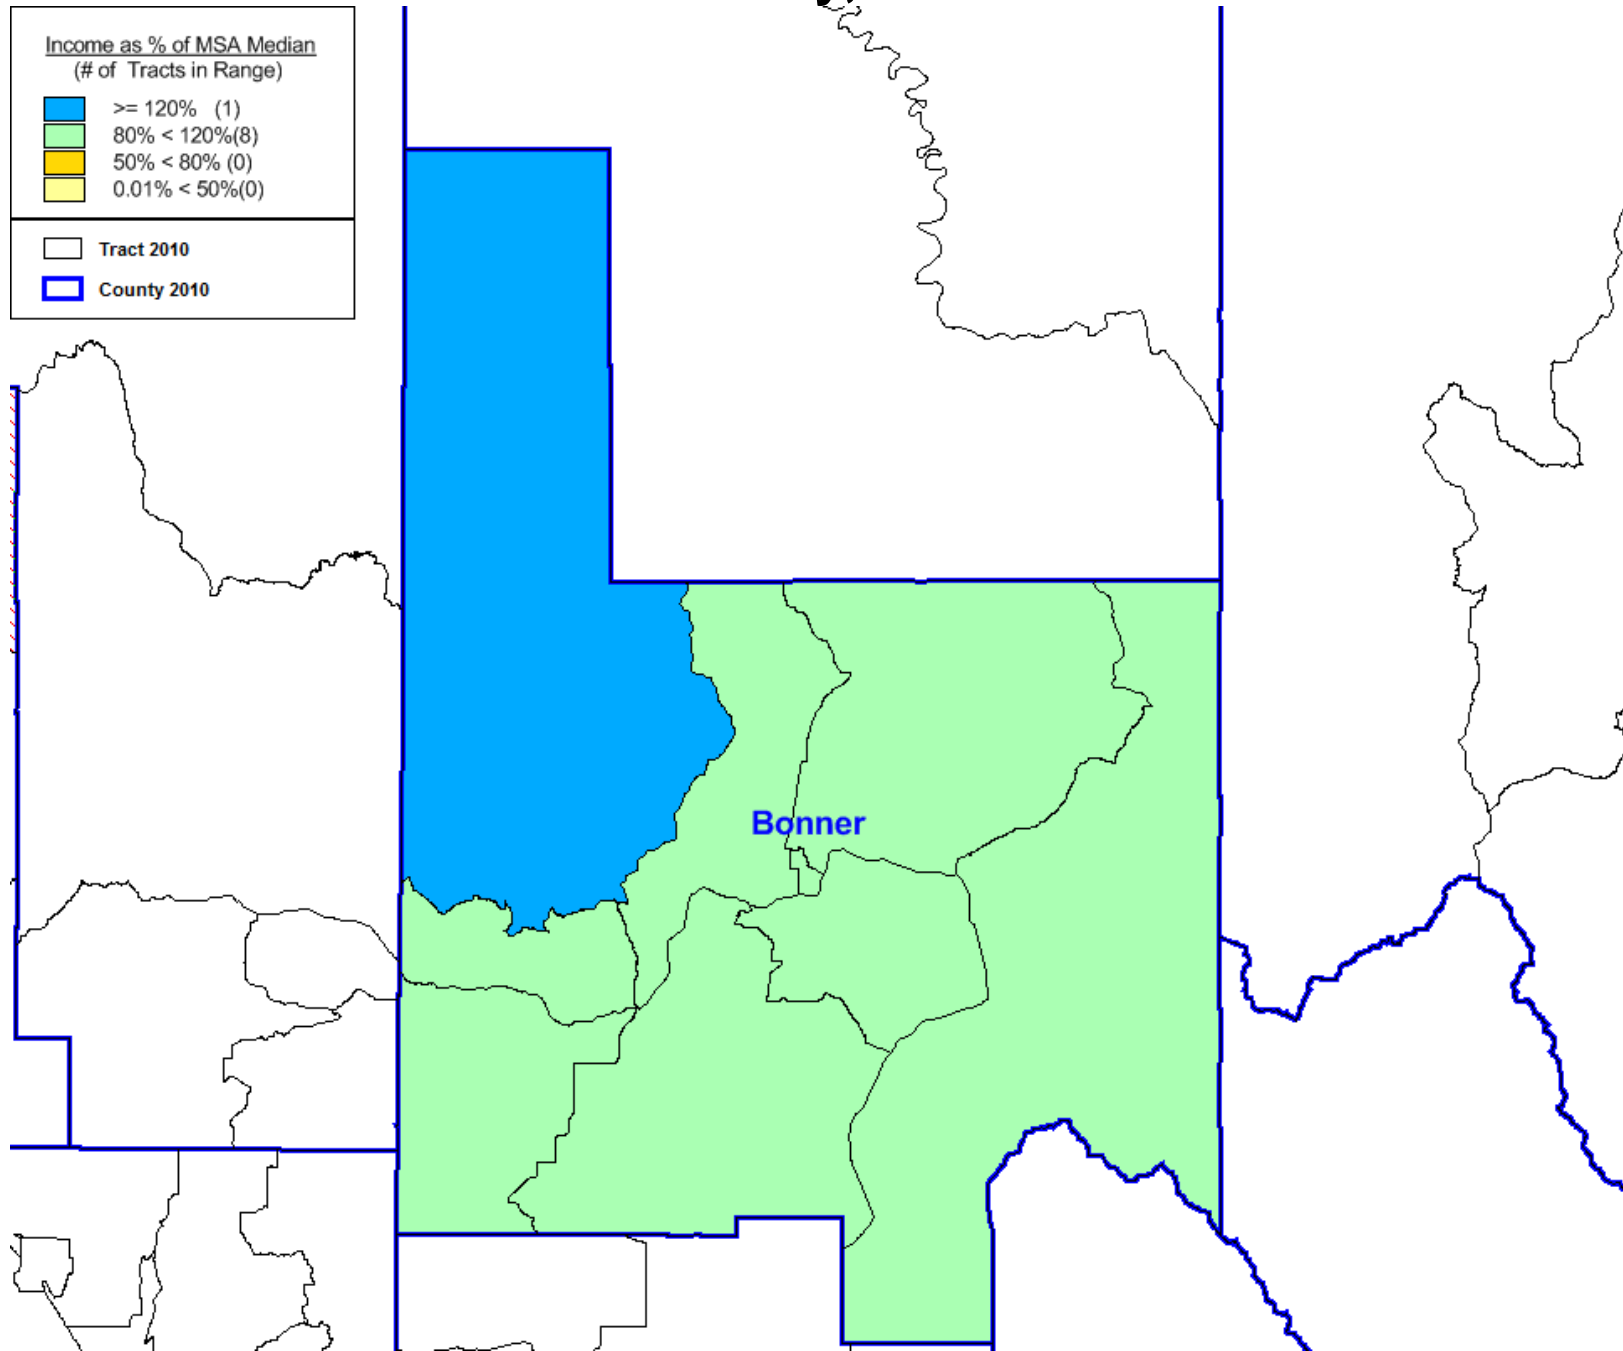 Income as % of MSA Median
(# of Tracts in Range)
>= 120% (1)
80% < 120%(8)
50% < 80% (0)
0.01% < 50%(0)
Tract 2010
County 2010
Bonner